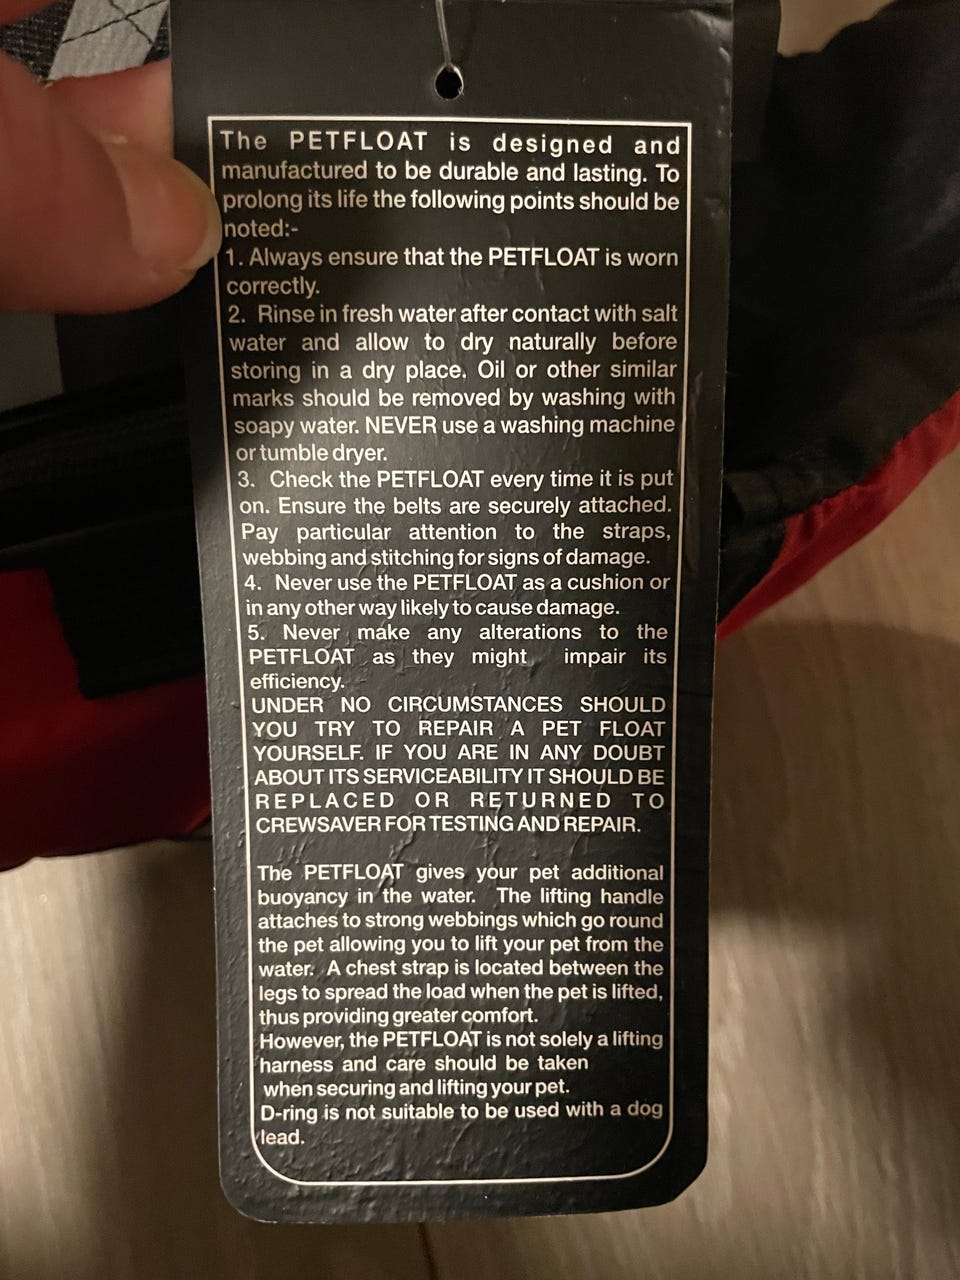 The PETFLOAT is designed and
manufactured to be durable and lasting. To
prolong its life the following points should be
noted:-
1. Always ensure that the PETFLOAT is worn
correctly.
2. Rinse in fresh water after contact with salt
water and allow to dry naturally before
storing in a dry place. Oil or other similar
marks should be removed by washing with
soapy water. NEVER use a washing machine
or tumble dryer.
3. Check the PETFLOAT every time it is put
on. Ensure the belts are securely attached.
Pay particular attention to the straps,
webbing and stitching for signs of damage.
4. Never use the PETFLOAT as a cushion or
in any other way likely to cause damage.
5. Never make any alterations to the
PETFLOAT as they might impair its
efficiency.
UNDER NO CIRCUMSTANCES SHOULD
YOU TRY TO REPAIR A PET FLOAT
YOURSELF. IF YOU ARE IN ANY DOUBT
ABOUT ITS SERVICEABILITY IT SHOULD BE
REPLACED OR RETURNED TO
CREWSAVER FOR TESTING AND REPAIR.
The PETFLOAT gives your pet additional
buoyancy in the water. The lifting handle
attaches to strong webbings which go round
the pet allowing you to lift your pet from the
water. A chest strap is located between the
legs to spread the load when the pet is lifted,
thus providing greater comfort.
However, the PETFLOAT is not solely a lifting
harness and care should be taken
when securing and lifting your pet.
D-ring is not suitable to be used with a dog
lead.